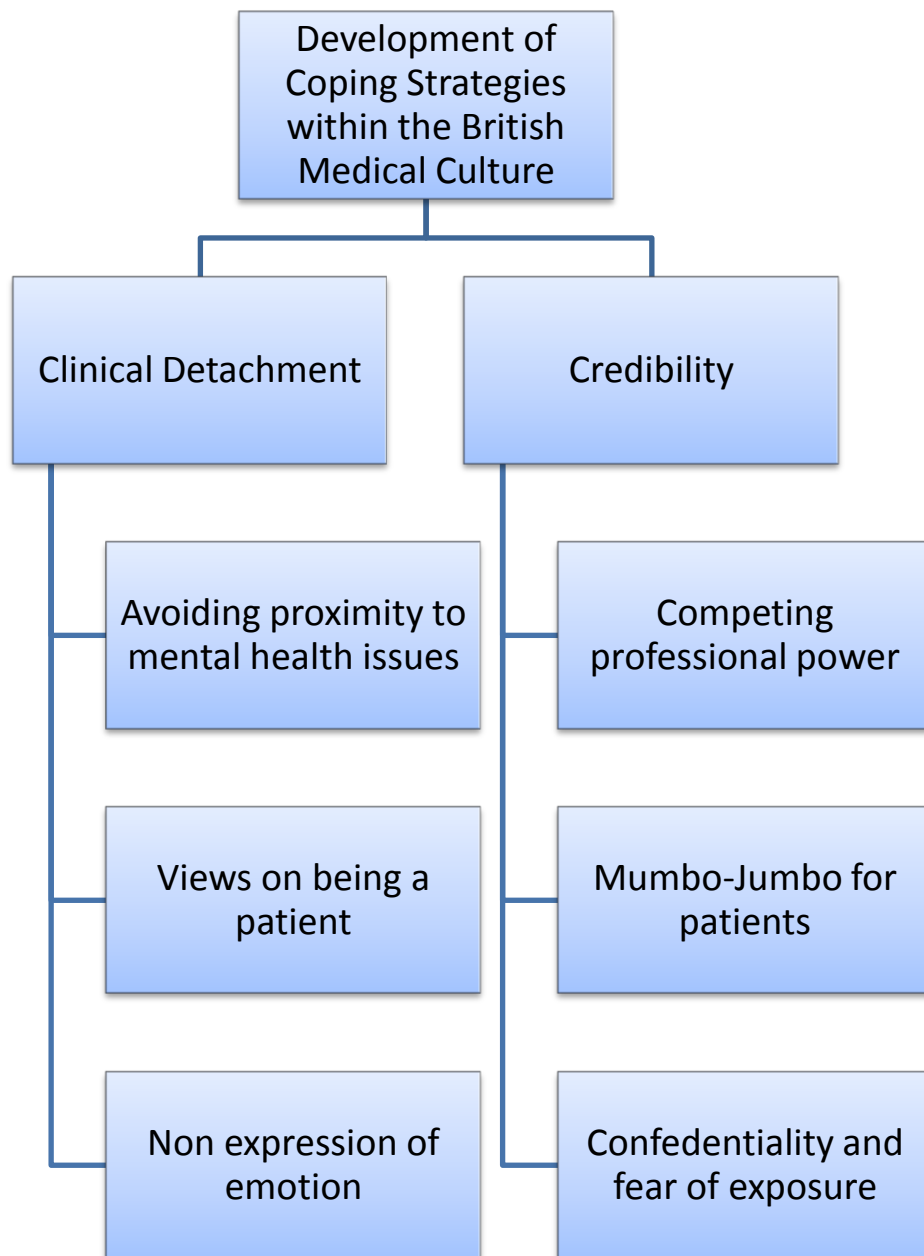 Development of
Coping Strategies
within the British
Medical Culture
Clinical Detachment
Avoiding proximity to
mental health issues
Views on being a
patient
Non expression of
emotion
Credibility
Competing
professional power
Mumbo-Jumbo for
patients
Confedentiality and
fear of exposure